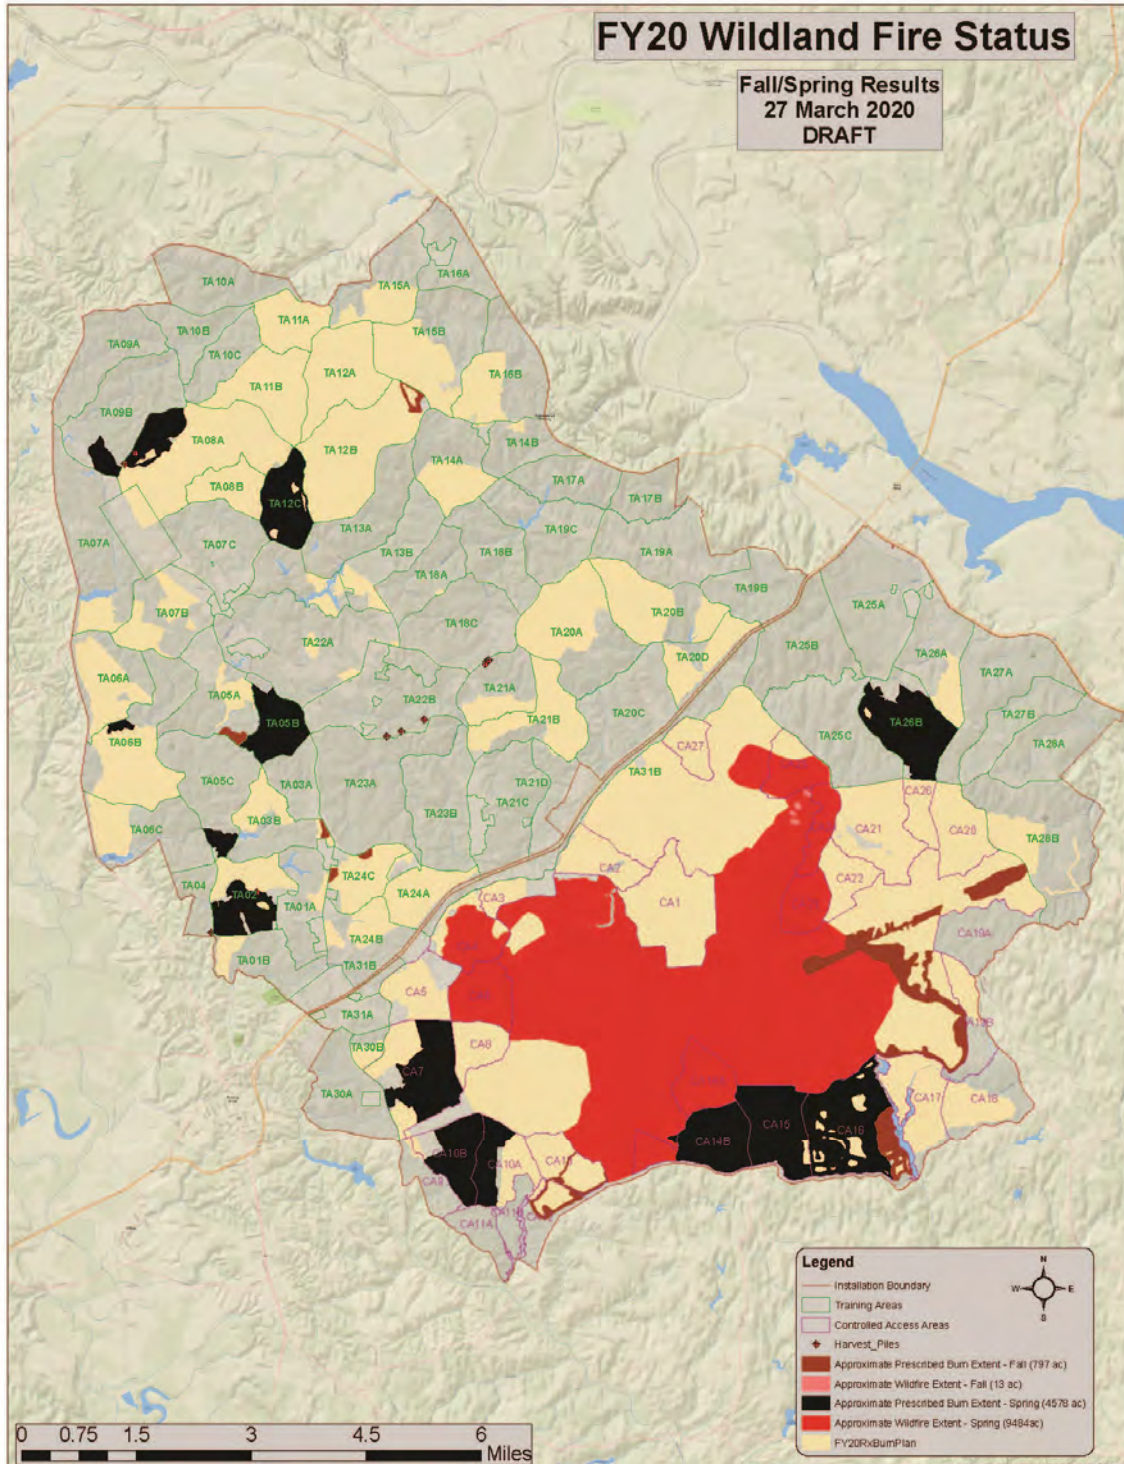 FY20 Wildland Fire Status
Fall/Spring Results
27 March 2020
DRAFT
TA10A
TA16A
TA15A
TA11A
TA10B
TA15B
TA09A
TA10C
TA12A
TA16B
TA11B
TA09B
TA08A
TA14B
TA12B
TA14A
TA08B
TA17A
TA17B
TA12C
TA13A
TA19C
TA07A
TA07C
TA13B
TA18B
TA19A
TA18A
TA19B
TA25A
TA07B
TA20B
TA18C
TA20A
TA22A
TA25B
TA26A
TA20D
TA06A
TA27A
TA05A
TA21A
TA22B
TA20C
TA05B
TA21B
TA26B
TA27B
TA06B
TA25C
TA28A
CA27
TA31B
TA05C
TA03A
TA23A
TA21D
TA21C
CA26
TA23B
TA03B
TA06C
CA21
CA20
TA28B
CA2
TA04
TA24C
CA22
TA02
TA24A
CA3
CA1
TA01A
CA19A
TA24B
TA01B
TA31B
CA5
TA31A
CA19B
TA30B
CA8
CA7
TA30A
CA17
CA18
CA15
CA16
CA14B
CA10B
CA10A
CA9
CA11B
CA11A
Legend
N
W
E
S
Installation Boundary
Training Areas
Controlled Access Areas
Harvest_Piles
Approximate Prescribed Burn Extent - Fall (797 ac)
Approximate Wildfire Extent - Fall (13 ac)
Approximate Prescribed Burn Extent - Spring (4578 ac)
Approximate Wildfire Extent - Spring (9484ac)
FY20RxBurnPlan
0 0.75 1.5 3 4.5 6
Miles